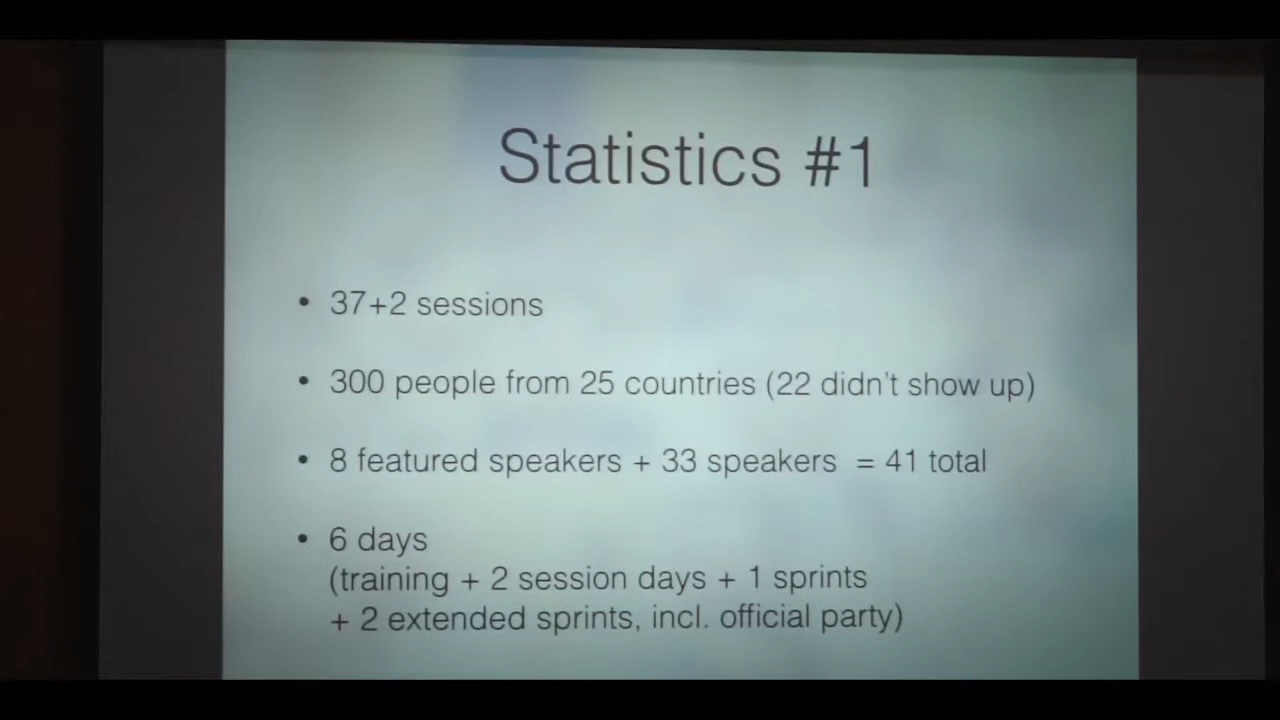 Statistics #1
• 37+2 sessions
• 300 people from 25 countries (22 didn't show up)
• 8 featured speakers + 33 speakers = 41 total
• 6 days
(training + 2 session days + 1 sprints
+ 2 extended sprints, incl. official party)